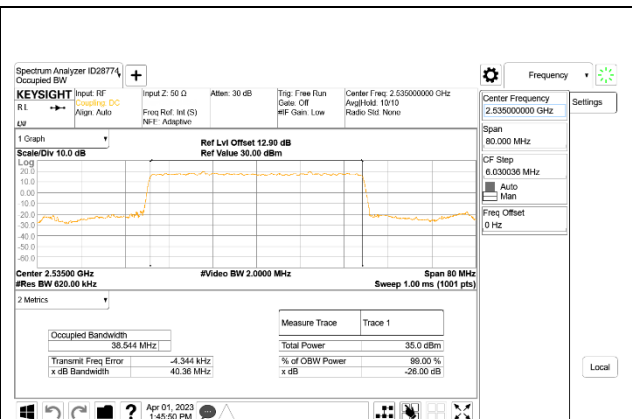 Spectrum Analyzer ID28774
Occupied BW
+
Frequency
KEYSIGHT Input: RF Input Z: 50 Ω Atten: 30 dB Trig: Free Run Center Freq: 2.535000000 GHz
RL Coupling: DC Gate: Off Avg|Hold: 10/10
Align: Auto Freq Ref: Int (S) #IF Gain: Low Radio Std: None
NFE: Adaptive
Center Frequency
2.535000000 GHz
Settings
Span
80.000 MHz
CF Step
6.030036 MHz
Auto
Man
Freq Offset
0 Hz
1 Graph
Ref Lvl Offset 12.90 dB
Scale/Div 10.0 dB Ref Value 30.00 dBm
Log
20.0
10.0
0.00
-10.0
-20.0
-30.0
-40.0
-50.0
-60.0
Center 2.53500 GHz #Video BW 2.0000 MHz Span 80 MHz
#Res BW 620.00 kHz Sweep 1.00 ms (1001 pts)
2 Metrics
Measure Trace Trace 1
Occupied Bandwidth
38.544 MHz Total Power 35.0 dBm
Transmit Freq Error -4.344 kHz % of OBW Power 99.00 %
x dB Bandwidth 40.36 MHz x dB -26.00 dB
Local
? Apr 01, 2023
1:45:50 PM